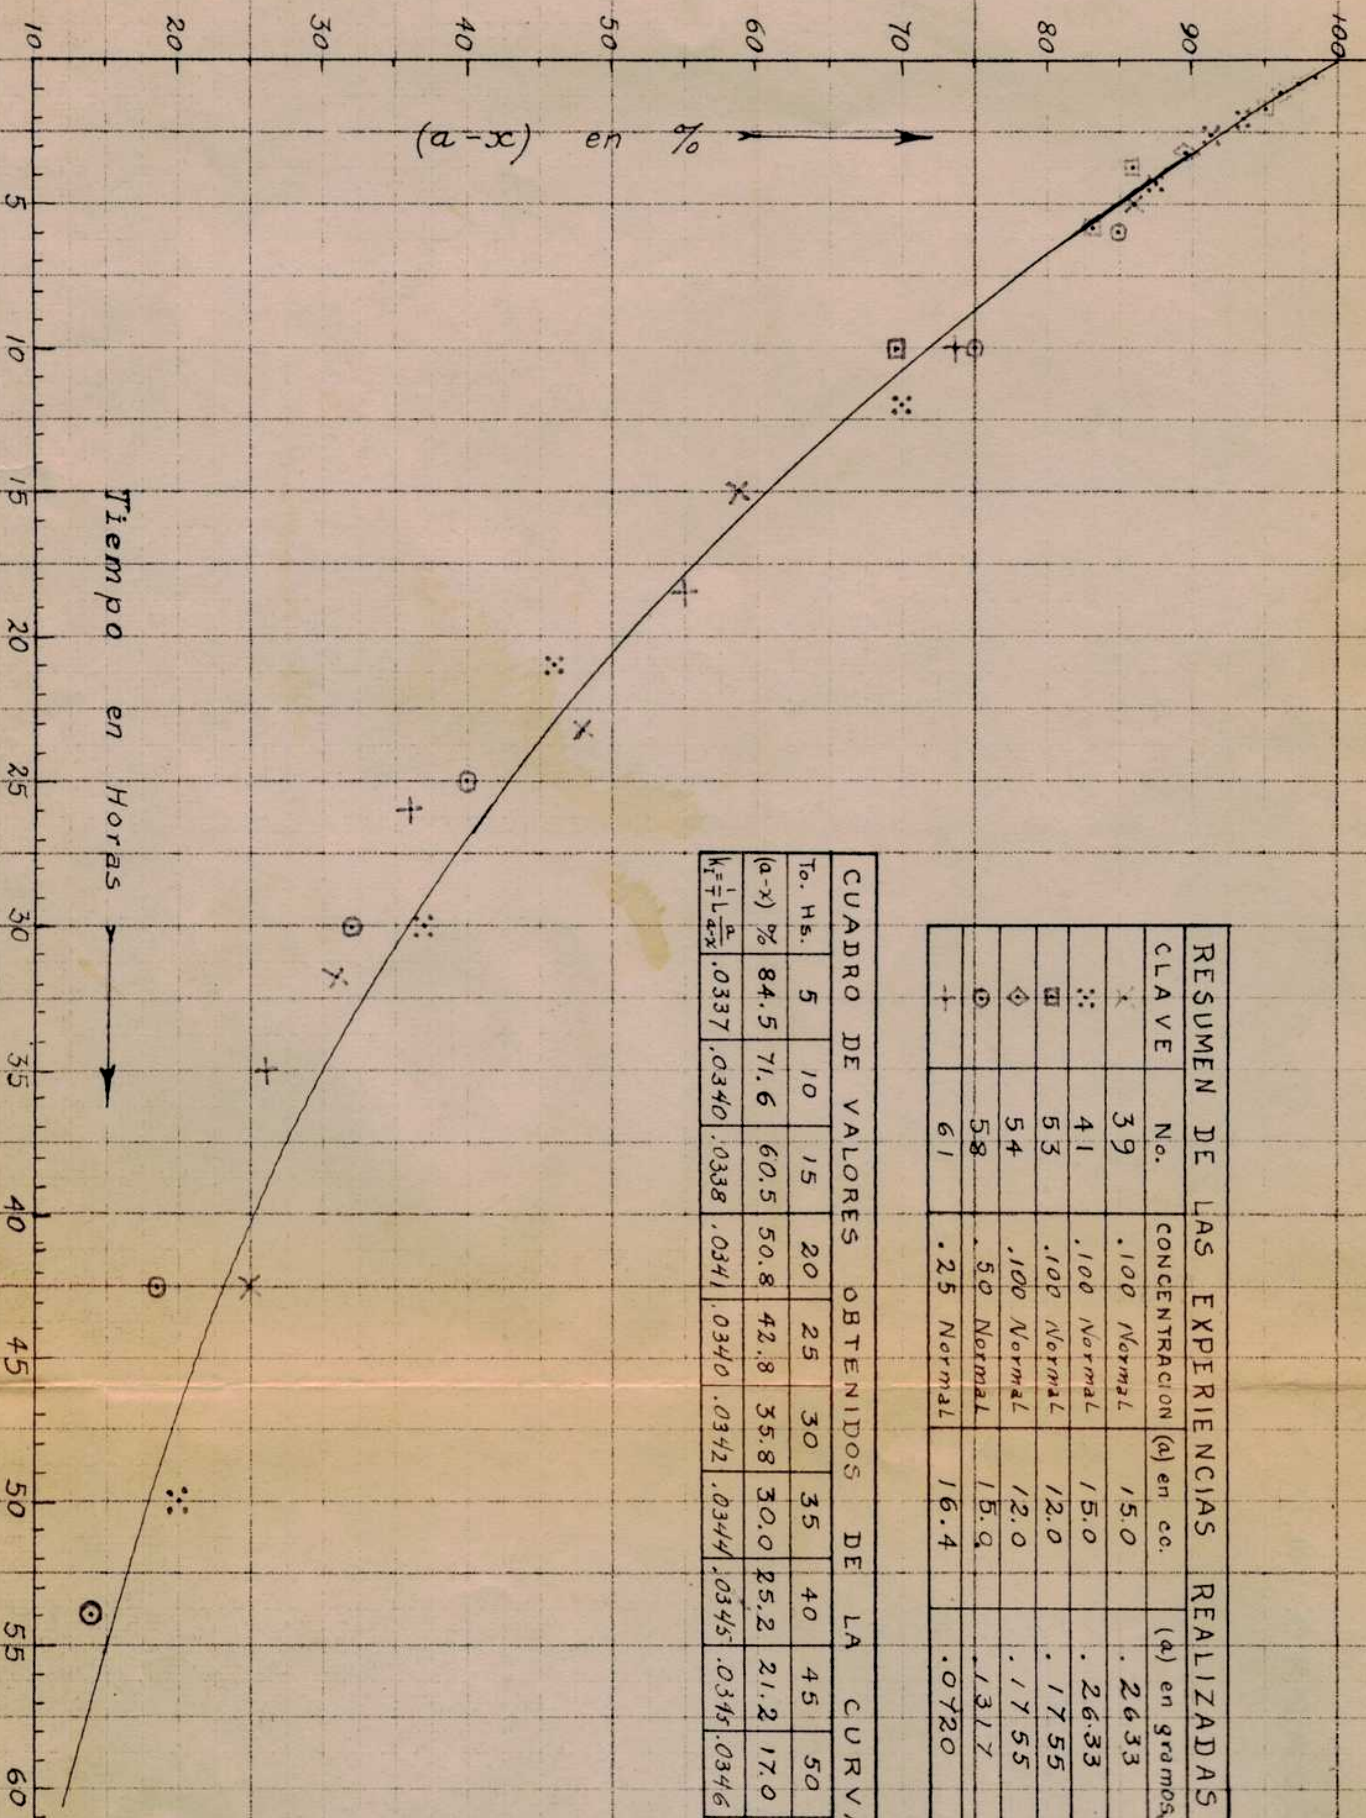 100
90
80
70
60
50
40
30
20
10
(a-x) en %
5 10 15 20 25 30 35 40 45 50 55 60
Tiempo en Horas
RESUMEN DE LAS EXPERIENCIAS REALIZADAS
CLAVE No. CONCENTRACION (a) en cc. (a) en gramos
39 .100 Normal 15.0 .2633
41 .100 Normal 15.0 .2633
53 .100 Normal 12.0 .1755
54 .100 Normal 12.0 .1755
58 .50 Normal 15.0 .1317
61 .25 Normal 16.4 .0720
CUADRO DE VALORES OBTENIDOS DE LA CURVA
To. Hs. 5 10 15 20 25 30 35 40 45 50
(a-x) % 84.5 71.6 60.5 50.8 42.8 35.8 30.0 25.2 21.2 17.0
.0337 .0340 .0338 .0341 .0340 .0342 .0344 .0345 .0345 .0346